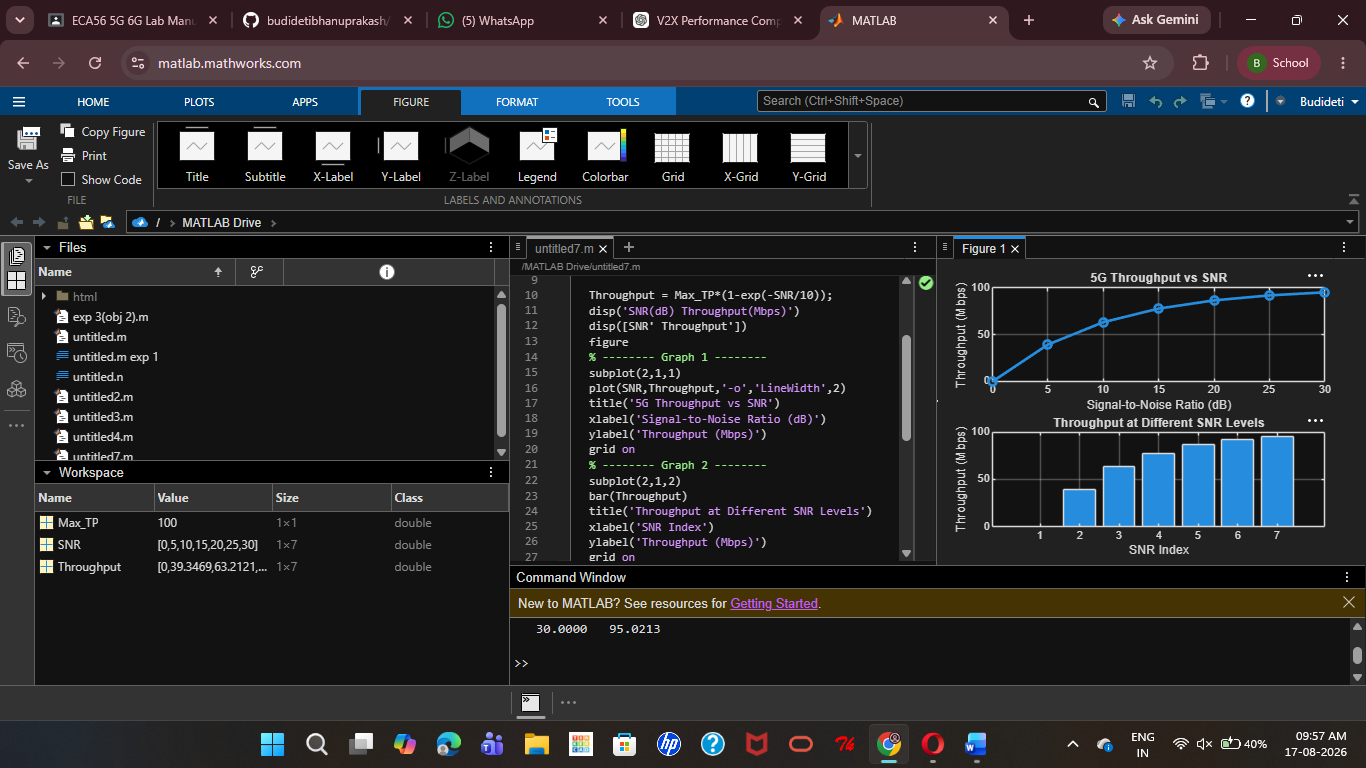 ECA56 5G 6G Lab Manu
budidetibhanuprakash/
(5) WhatsApp
V2X Performance Comp
MATLAB
Ask Gemini
matlab.mathworks.com
B
School
HOME
PLOTS
APPS
FIGURE
FORMAT
TOOLS
Search (Ctrl+Shift+Space)
Budideti
Save As
Copy Figure
Print
Show Code
FILE
Title
Subtitle
X-Label
Y-Label
Z-Label
Legend
Colorbar
Grid
X-Grid
Y-Grid
LABELS AND ANNOTATIONS
/ > MATLAB Drive >
Files
Name
html
exp 3(obj 2).m
untitled.m
untitled.m exp 1
untitled.n
untitled2.m
untitled3.m
untitled4.m
untitled7.m
Workspace
Name Value Size Class
Max_TP 100 1×1 double
SNR [0,5,10,15,20,25,30] 1×7 double
Throughput [0,39.3469,63.2121,... 1×7 double
untitled7.m
/MATLAB Drive/untitled7.m
9
10 Throughput = Max_TP*(1-exp(-SNR/10));
11 disp('SNR(dB) Throughput(Mbps)')
12 disp([SNR' Throughput'])
13 figure
14 % -------- Graph 1 --------
15 subplot(2,1,1)
16 plot(SNR,Throughput,'-o','LineWidth',2)
17 title('5G Throughput vs SNR')
18 xlabel('Signal-to-Noise Ratio (dB)')
19 ylabel('Throughput (Mbps)')
20 grid on
21 % -------- Graph 2 --------
22 subplot(2,1,2)
23 bar(Throughput)
24 title('Throughput at Different SNR Levels')
25 xlabel('SNR Index')
26 ylabel('Throughput (Mbps)')
27 grid on
Figure 1
5G Throughput vs SNR
Throughput (Mbps)
100
50
0
0 5 10 15 20 25 30
Signal-to-Noise Ratio (dB)
Throughput at Different SNR Levels
Throughput (Mbps)
100
50
0
1 2 3 4 5 6 7
SNR Index
Command Window
New to MATLAB? See resources for Getting Started.
30.0000 95.0213
>>
ENG
IN
40%
09:57 AM
17-08-2026